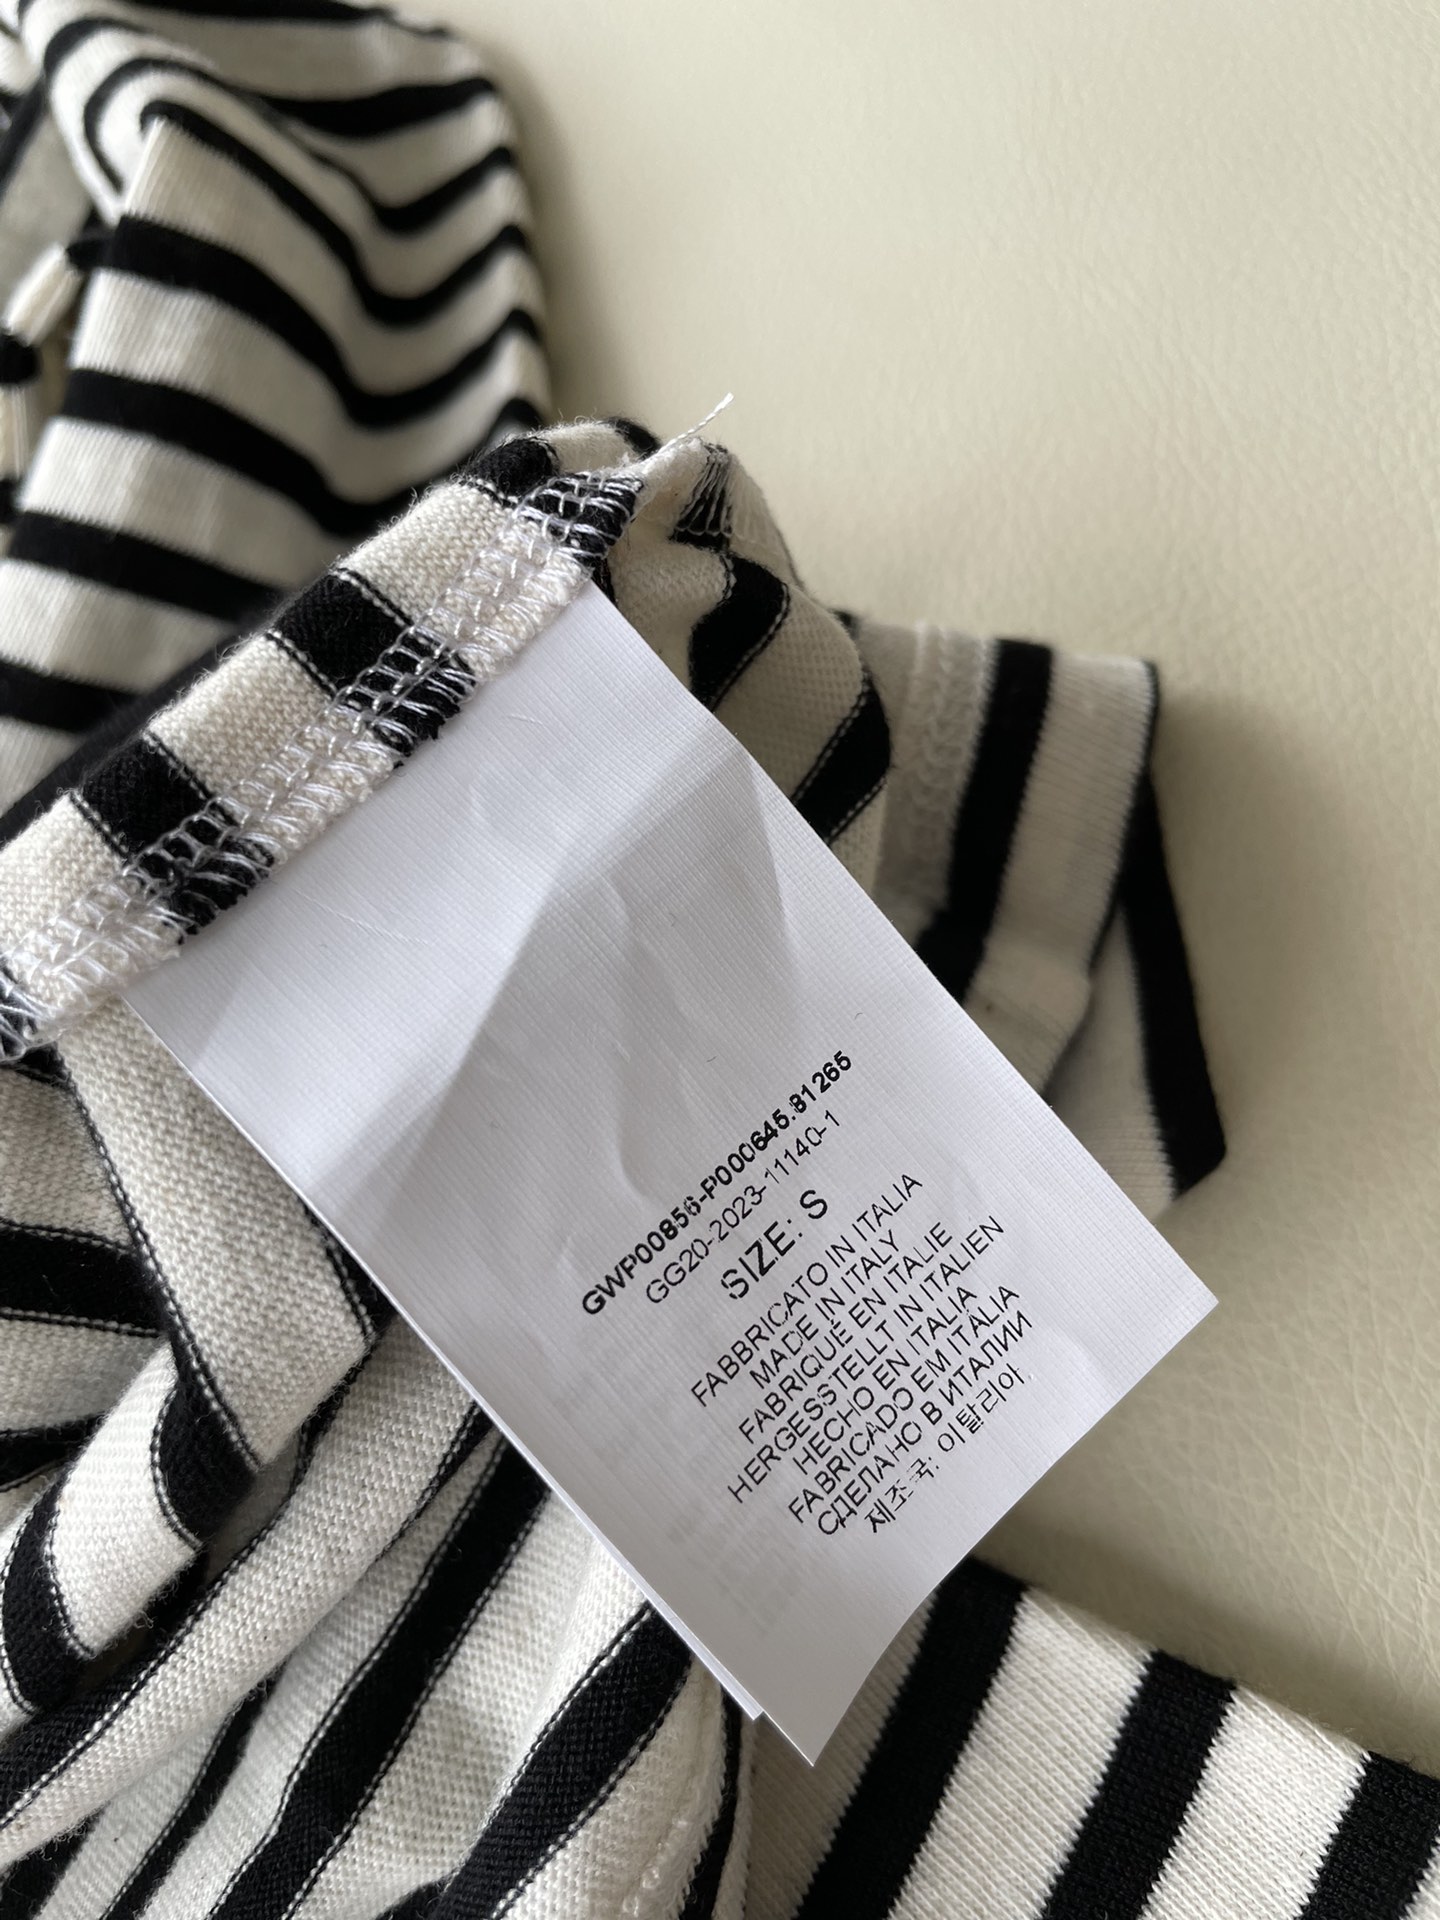 GWP00856-P000645.81265
GG20-2023-11140-1
SIZE: S
FABBRICATO IN ITALIA
MADE IN ITALY
FABRIQUÉ EN ITALIE
HERGESSTELLT IN ITALIEN
HECHO EN ITALIA
FABRICADO EM ITÁLIA
СДЕЛАНО В ИТАЛИИ
제조국: 이탈리아